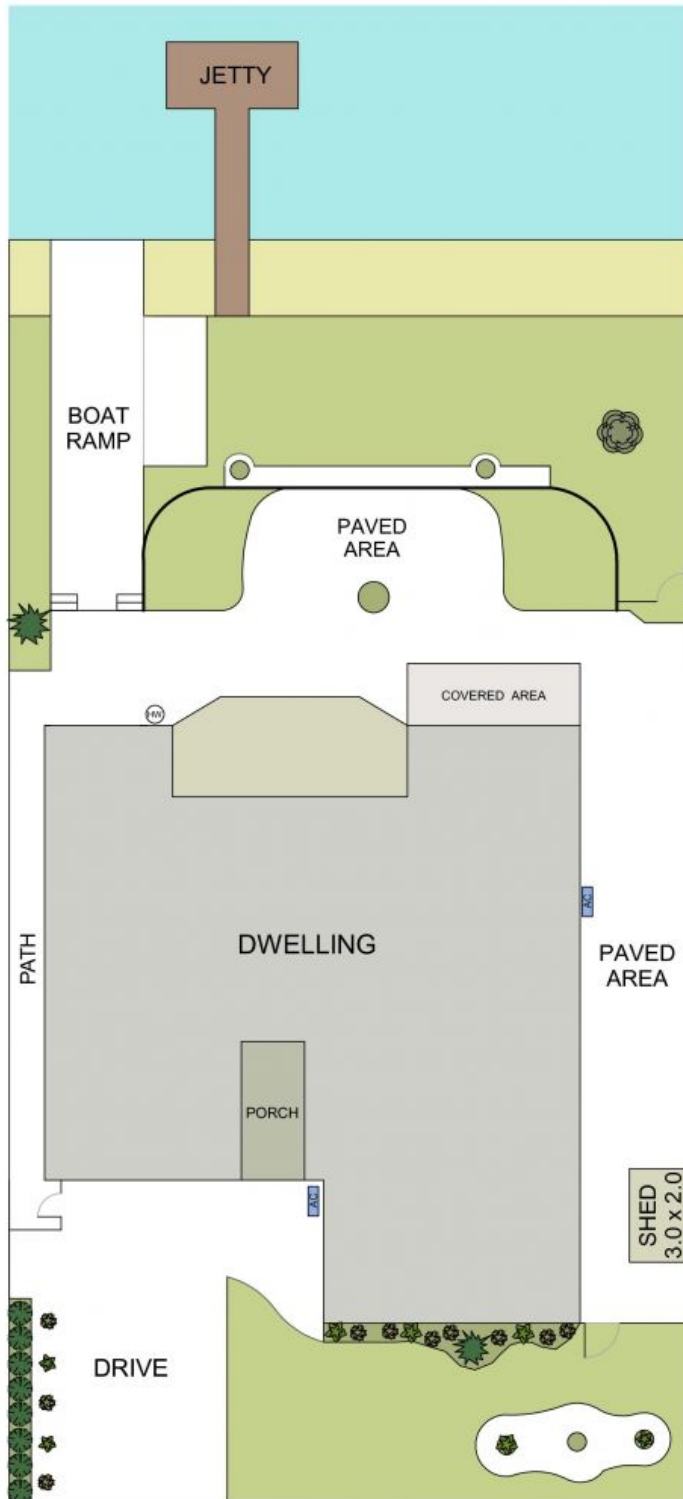 JETTY
BOAT
RAMP
PAVED
AREA
COVERED AREA
HW
AC
DWELLING
PATH
PAVED
AREA
PORCH
AC
SHED
3.0 x 2.0
DRIVE